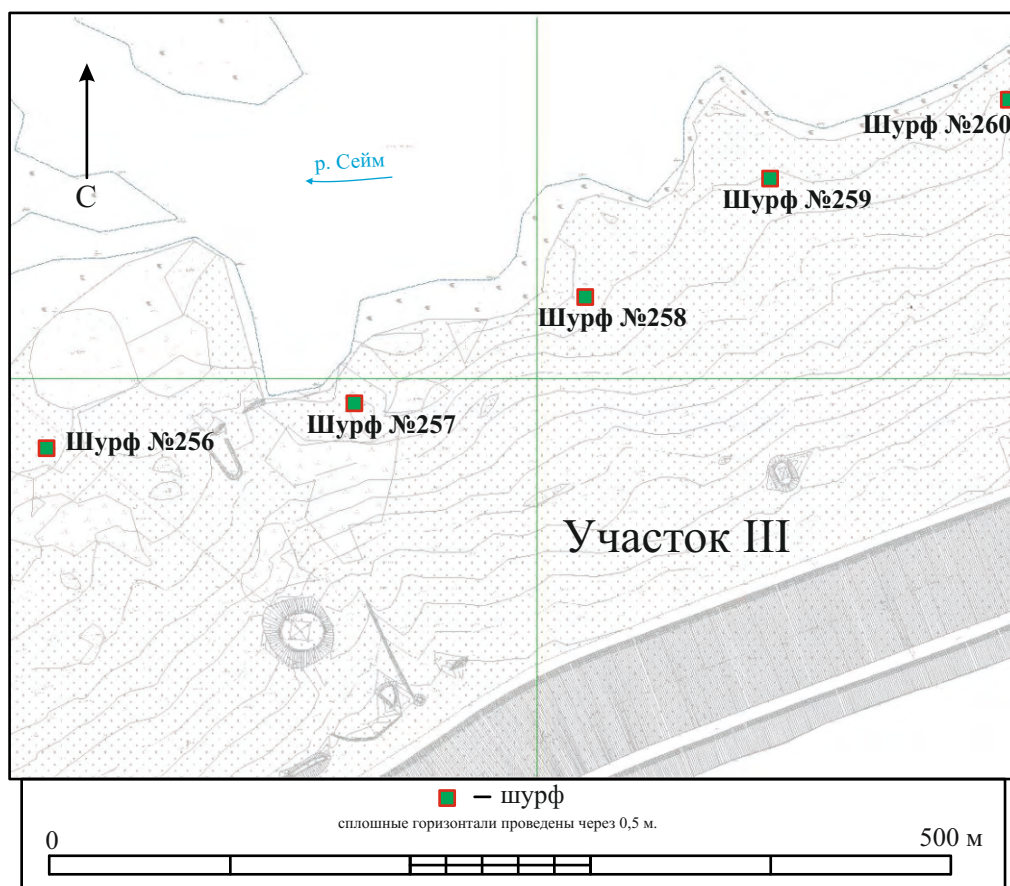 С
р. Сейм
Шурф №260
Шурф №259
Шурф №258
Шурф №257
Шурф №256
Участок III
– шурф
сплошные горизонтали проведены через 0,5 м.
0
500 м